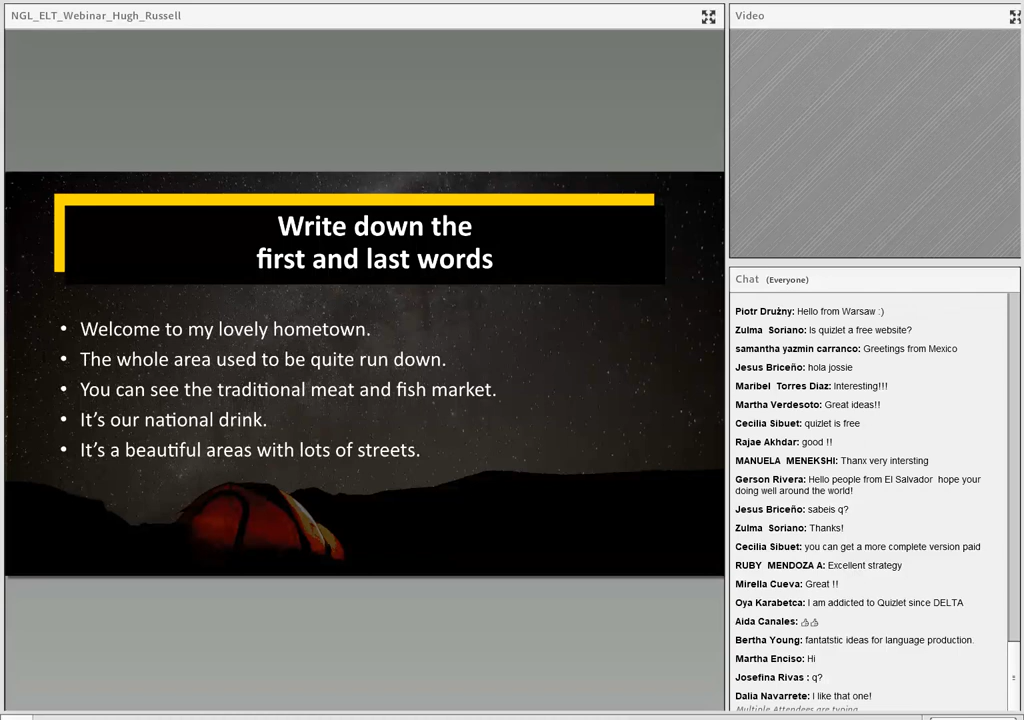 NGL_ELT_Webinar_Hugh_Russell
Write down the
first and last words
• Welcome to my lovely hometown.
• The whole area used to be quite run down.
• You can see the traditional meat and fish market.
• It's our national drink.
• It's a beautiful areas with lots of streets.
Video
Chat (Everyone)
Piotr Drużny: Hello from Warsaw :)
Zulma Soriano: Is quizlet a free website?
samantha yazmin carranco: Greetings from Mexico
Jesus Briceño: hola jossie
Maribel Torres Diaz: Interesting!!!
Martha Verdesoto: Great ideas!!
Cecilia Sibuet: quizlet is free
Rajae Akhdar: good !!
MANUELA MENEKSHI: Thanx very intersting
Gerson Rivera: Hello people from El Salvador hope your
doing well around the world!
Jesus Briceño: sabeis q?
Zulma Soriano: Thanks!
Cecilia Sibuet: you can get a more complete version paid
RUBY MENDOZA A: Excellent strategy
Mirella Cueva: Great !!
Oya Karabetca: I am addicted to Quizlet since DELTA
Aida Canales: 👍👍
Bertha Young: fantatstic ideas for language production.
Martha Enciso: Hi
Josefina Rivas : q?
Dalia Navarrete: I like that one!
Multiple Attendees are typing